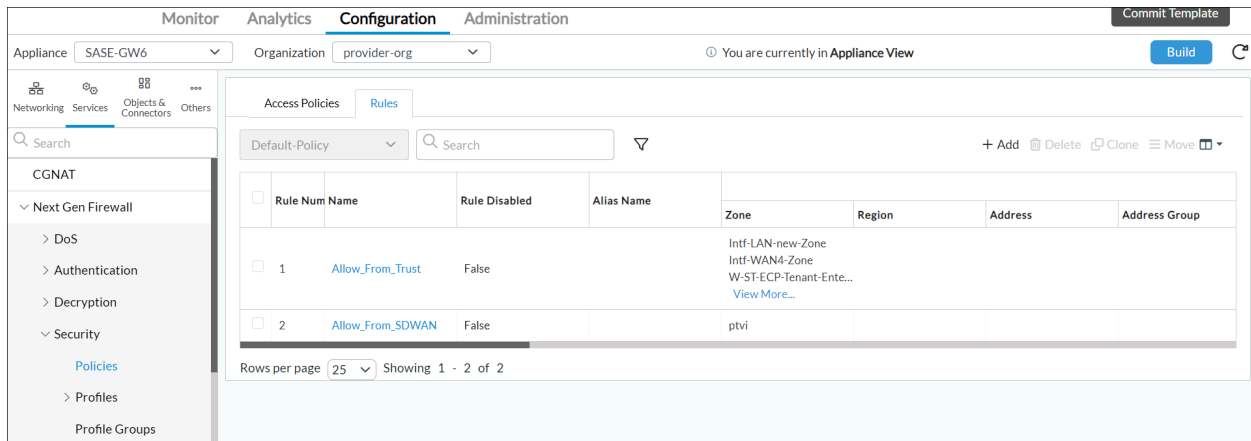 Monitor Analytics Configuration Administration Commit Template
Appliance SASE-GW6 Organization provider-org You are currently in Appliance View Build
Networking Services Objects & Connectors Others
Search
CGNAT
Next Gen Firewall
DoS
Authentication
Decryption
Security
Policies
Profiles
Profile Groups
Access Policies Rules
Default-Policy Search + Add Delete Clone Move
Rule Num Name Rule Disabled Alias Name
Zone Region Address Address Group
1 Allow_From_Trust False
Intf-LAN-new-Zone
Intf-WAN4-Zone
W-ST-ECP-Tenant-Ente...
View More...
2 Allow_From_SDWAN False ptvi
Rows per page 25 Showing 1 - 2 of 2